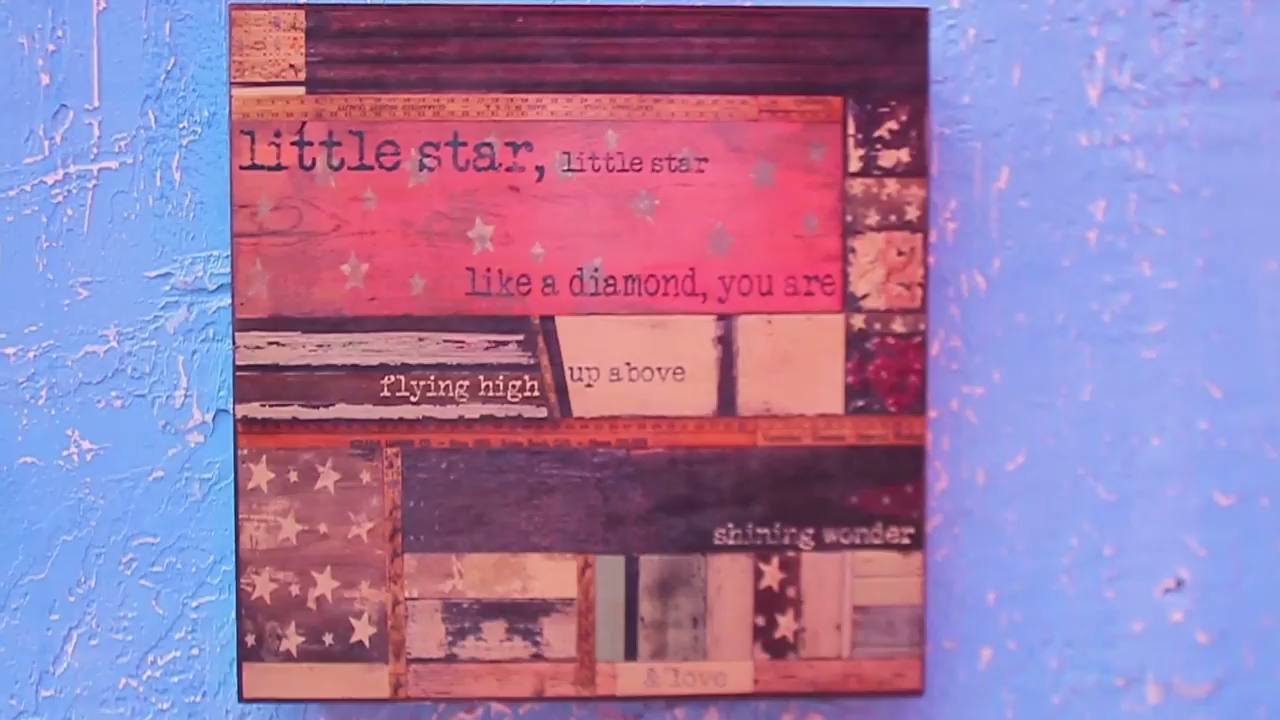 little star, little star
like a diamond, you are
flying high
up above
shining wonder
& love